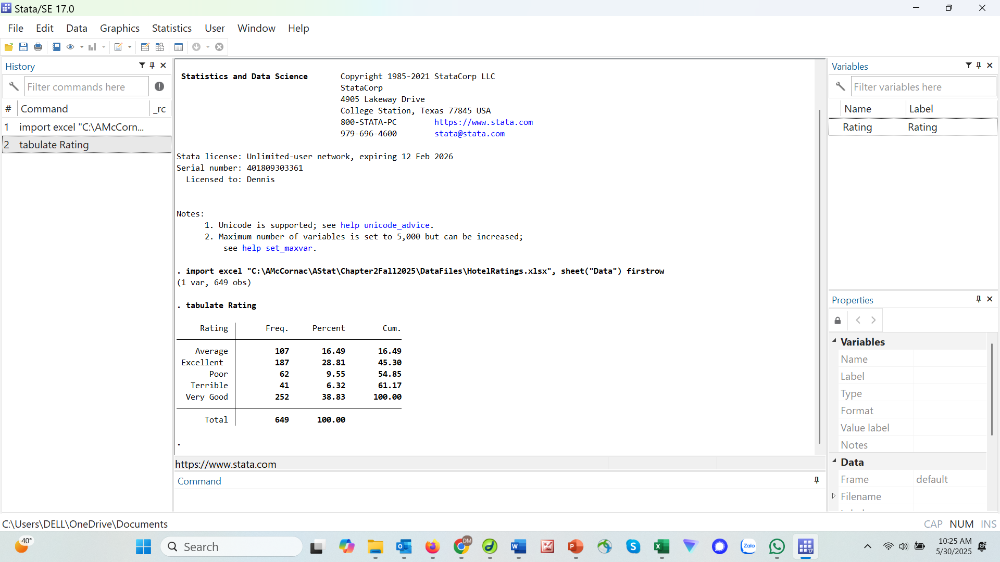 Stata/SE 17.0
File Edit Data Graphics Statistics User Window Help
History
Filter commands here
# Command _rc
1 import excel "C:\AMcCorn...
2 tabulate Rating
Statistics and Data Science Copyright 1985-2021 StataCorp LLC
StataCorp
4905 Lakeway Drive
College Station, Texas 77845 USA
800-STATA-PC https://www.stata.com
979-696-4600 stata@stata.com
Stata license: Unlimited-user network, expiring 12 Feb 2026
Serial number: 401809303361
Licensed to: Dennis
Notes:
1. Unicode is supported; see help unicode_advice.
2. Maximum number of variables is set to 5,000 but can be increased;
see help set_maxvar.
. import excel "C:\AMcCornac\AStat\Chapter2Fall2025\DataFiles\HotelRatings.xlsx", sheet("Data") firstrow
(1 var, 649 obs)
. tabulate Rating
Rating Freq. Percent Cum.
Average 107 16.49 16.49
Excellent 187 28.81 45.30
Poor 62 9.55 54.85
Terrible 41 6.32 61.17
Very Good 252 38.83 100.00
Total 649 100.00
.
https://www.stata.com
Command
Variables
Filter variables here
Name Label
Rating Rating
Properties
Variables
Name
Label
Type
Format
Value label
Notes
Data
Frame default
Filename
C:\Users\DELL\OneDrive\Documents
CAP NUM INS
40°
Search
DM
Zalo
17
10:25 AM
5/30/2025